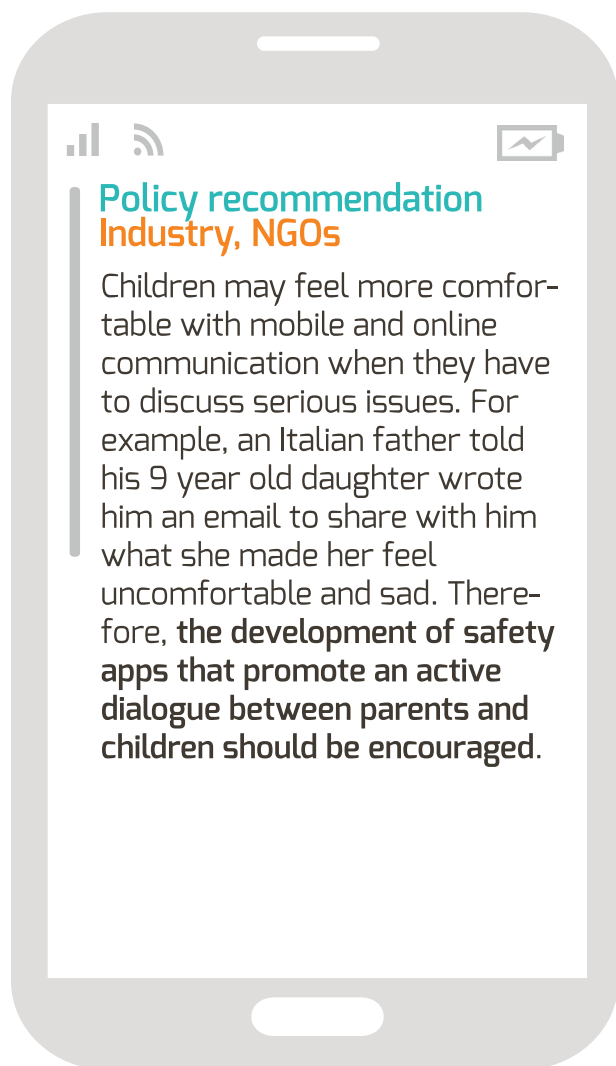 Policy recommendation
Industry, NGOs
Children may feel more comfor-
table with mobile and online
communication when they have
to discuss serious issues. For
example, an Italian father told
his 9 year old daughter wrote
him an email to share with him
what she made her feel
uncomfortable and sad. There-
fore, the development of safety
apps that promote an active
dialogue between parents and
children should be encouraged.